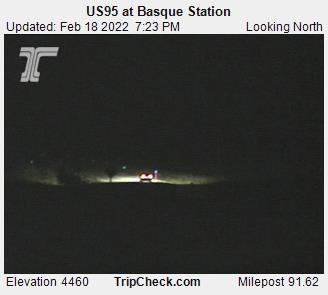 US95 at Basque Station
Updated: Feb 18 2022 7:23 PM Looking North
Elevation 4460 TripCheck.com Milepost 91.62